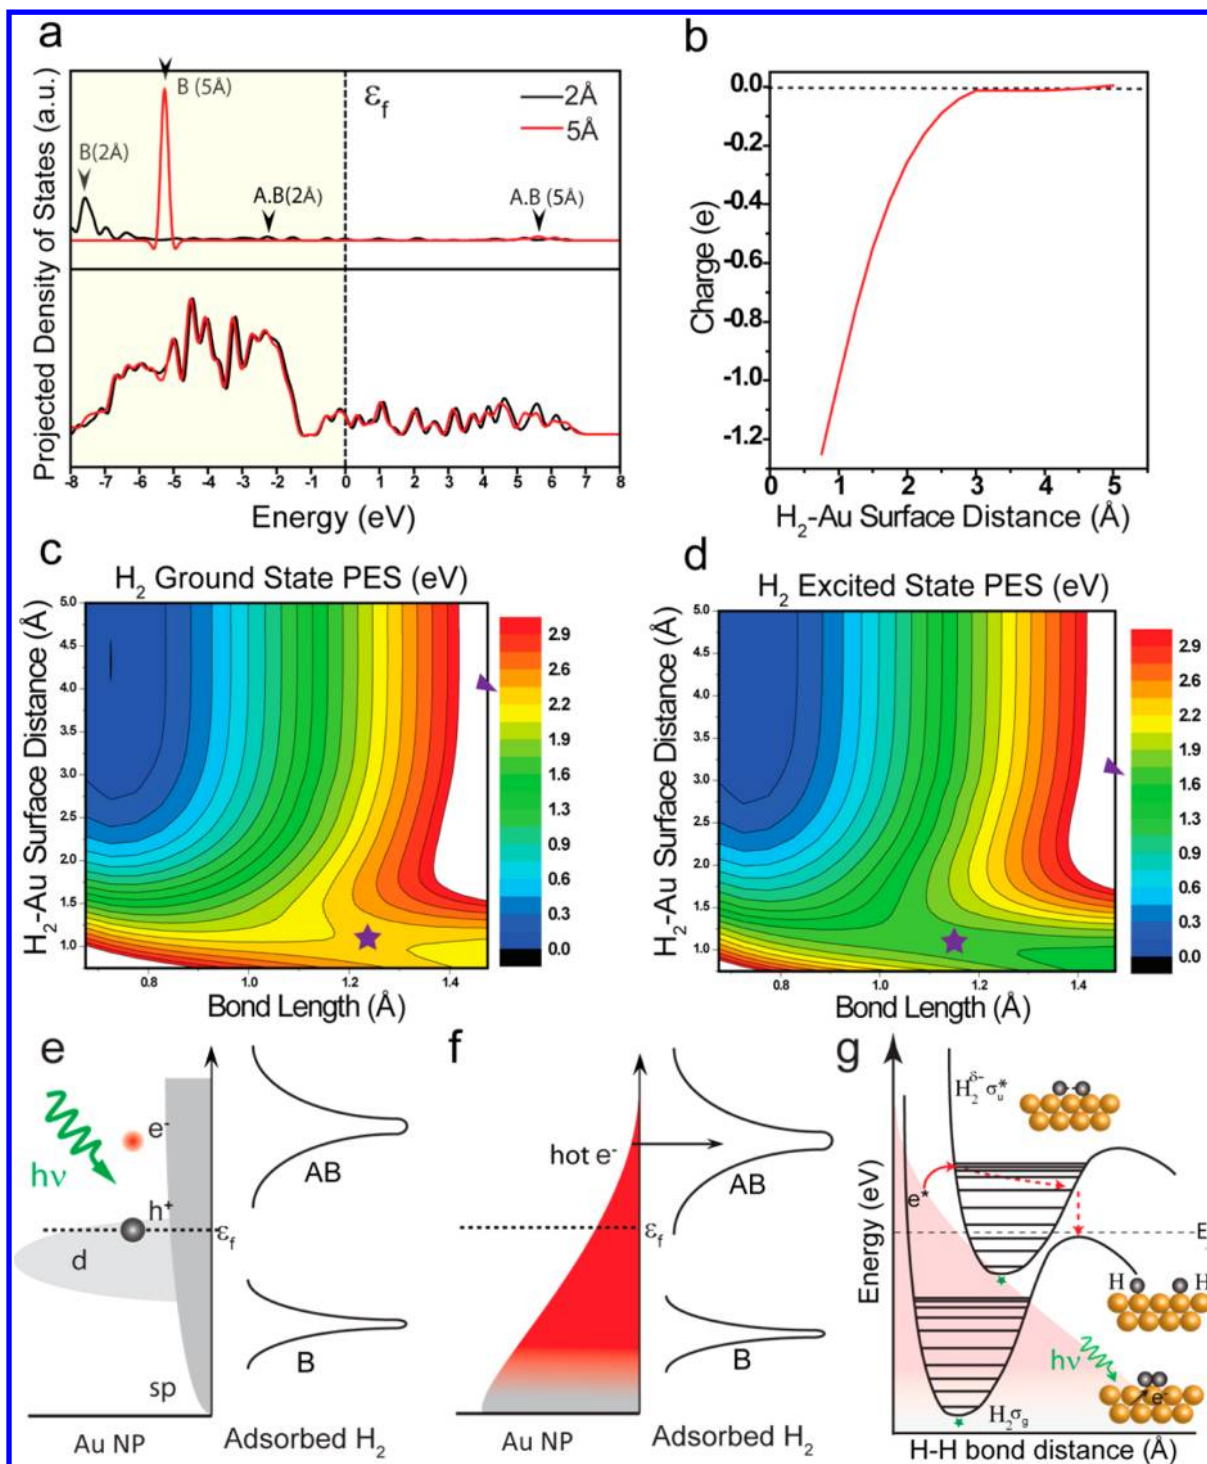 a
B (5Å)
εf
2Å
5Å
B(2Å)
A.B(2Å)
A.B (5Å)
Projected Density of States (a.u.)
-8 -7 -6 -5 -4 -3 -2 -1 0 1 2 3 4 5 6 7 8
Energy (eV)
b
0.0
-0.2
-0.4
-0.6
-0.8
-1.0
-1.2
Charge (e)
0 1 2 3 4 5
H2-Au Surface Distance (Å)
c
H2 Ground State PES (eV)
H2-Au Surface Distance (Å)
5.0
4.5
4.0
3.5
3.0
2.5
2.0
1.5
1.0
0.8 1.0 1.2 1.4
Bond Length (Å)
2.9
2.6
2.2
1.9
1.6
1.3
0.9
0.6
0.3
0.0
d
H2 Excited State PES (eV)
H2-Au Surface Distance (Å)
5.0
4.5
4.0
3.5
3.0
2.5
2.0
1.5
1.0
0.8 1.0 1.2 1.4
Bond Length (Å)
2.9
2.6
2.2
1.9
1.6
1.3
0.9
0.6
0.3
0.0
e
e-
hν
h+
εf
d
sp
AB
B
Au NP
Adsorbed H2
f
hot e-
AB
εf
B
Au NP
Adsorbed H2
g
H2δ- σu*
e*
E
H H
hν
e-
H2σg
Energy (eV)
H-H bond distance (Å)